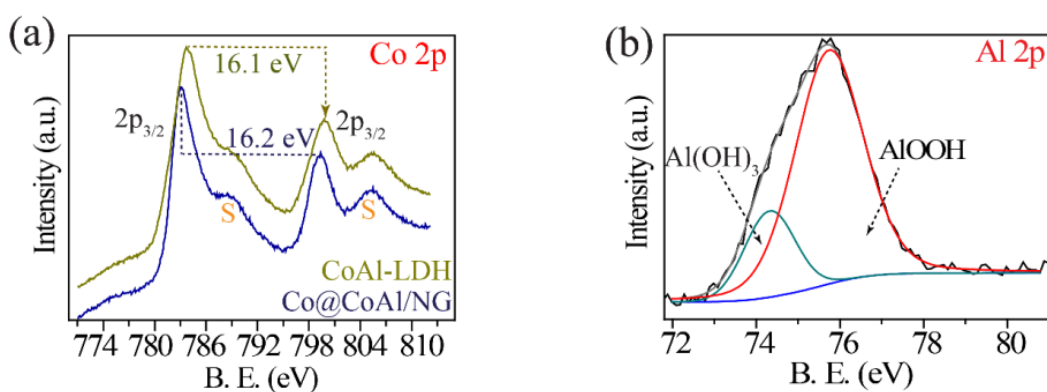 (a)
Co 2p
16.1 eV
2p3/2
2p3/2
16.2 eV
S
S
CoAl-LDH
Co@CoAl/NG
Intensity (a.u.)
774 780 786 792 798 804 810
B. E. (eV)
(b)
Al 2p
Al(OH)3
AlOOH
Intensity (a.u.)
72 74 76 78 80
B. E. (eV)